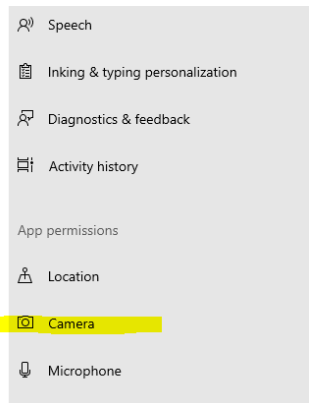 Speech
Inking & typing personalization
Diagnostics & feedback
Activity history
App permissions
Location
Camera
Microphone